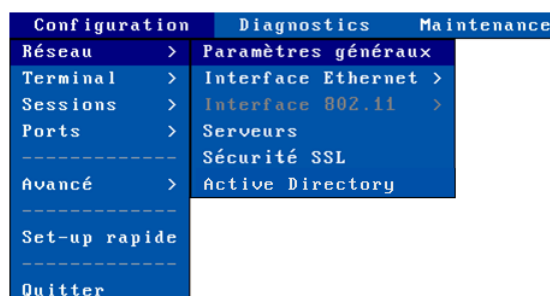 Configuration Diagnostics Maintenance
Réseau > Paramètres généraux
Terminal > Interface Ethernet >
Sessions > Interface 802.11 >
Ports > Serveurs
------------- Sécurité SSL
Avancé > Active Directory
-------------
Set-up rapide
-------------
Quitter